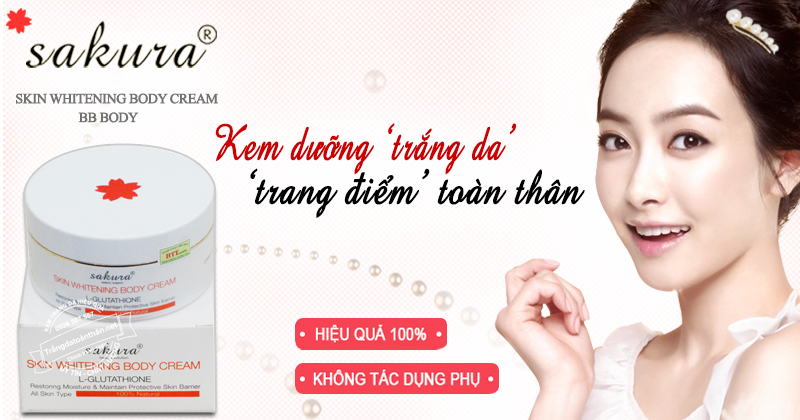 sakura®
SKIN WHITENING BODY CREAM
BB BODY
Kem dưỡng ‘trắng da’
‘trang điểm’ toàn thân
sakura
SKIN WHITENING BODY CREAM
L-GLUTATHIONE
sakura
SKIN WHITENING BODY CREAM
L-GLUTATHIONE
Restoring Moisture & Maintain Protective Skin Barrier
All Skin Type 100% Natural
Trangdatoanthan.net
• HIỆU QUẢ 100% •
• KHÔNG TÁC DỤNG PHỤ •